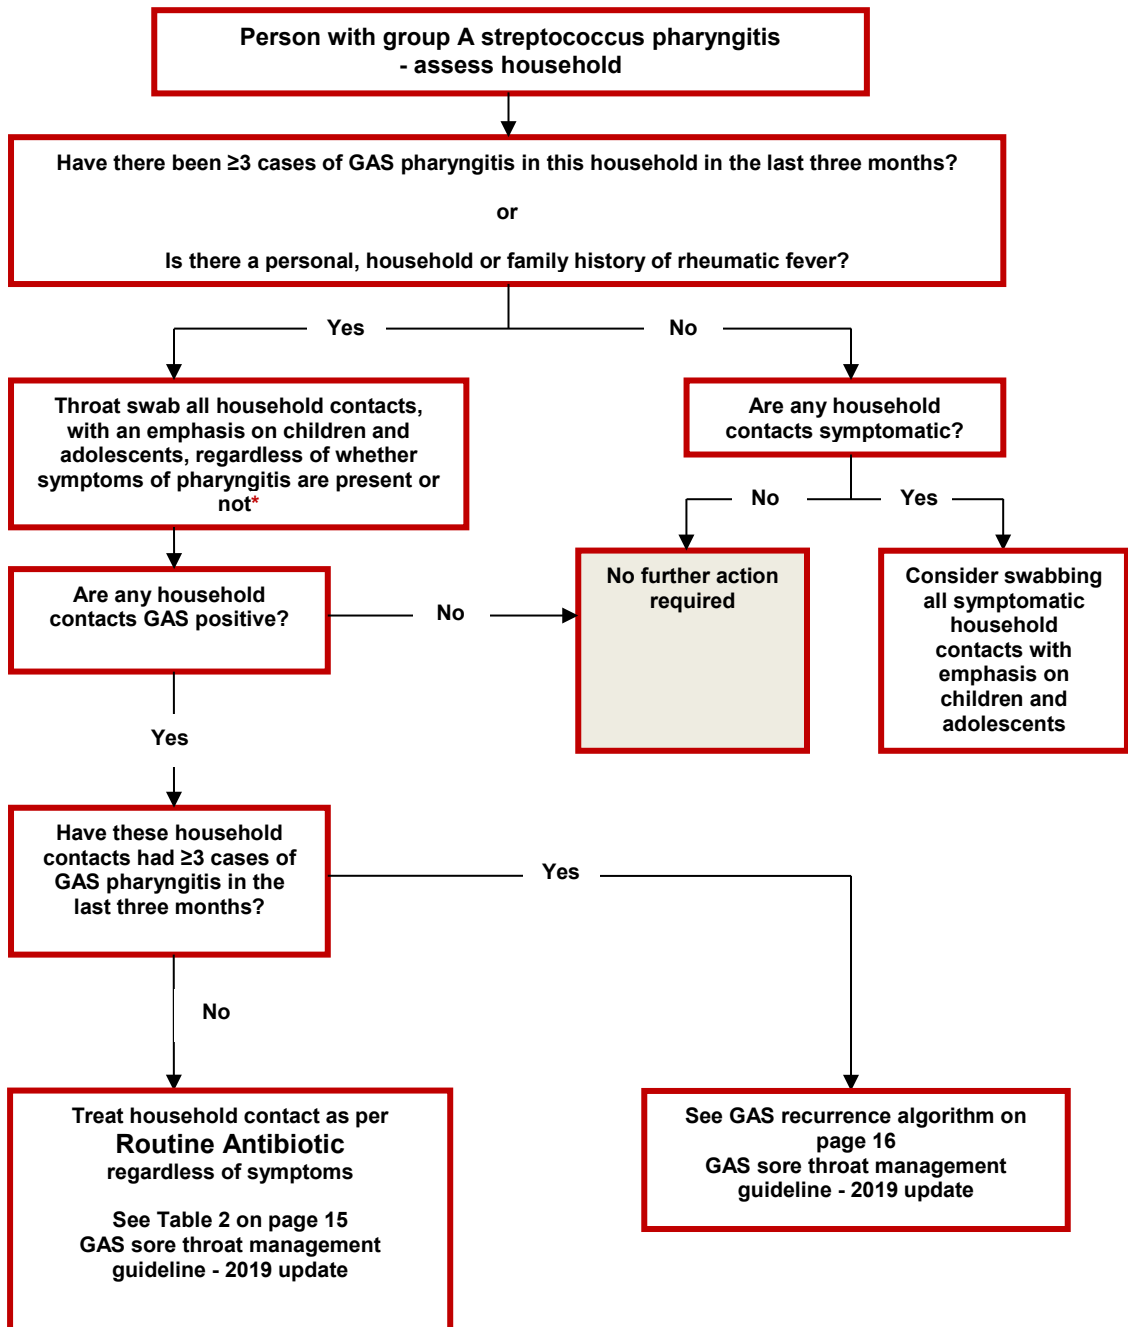 Person with group A streptococcus pharyngitis
- assess household
Have there been ≥3 cases of GAS pharyngitis in this household in the last three months?
or
Is there a personal, household or family history of rheumatic fever?
Yes
No
Throat swab all household contacts,
with an emphasis on children and
adolescents, regardless of whether
symptoms of pharyngitis are present or
not*
Are any household
contacts symptomatic?
No
Yes
Are any household
contacts GAS positive?
No
No further action
required
Consider swabbing
all symptomatic
household
contacts with
emphasis on
children and
adolescents
Yes
Have these household
contacts had ≥3 cases of
GAS pharyngitis in the
last three months?
Yes
No
Treat household contact as per
Routine Antibiotic
regardless of symptoms
See Table 2 on page 15
GAS sore throat management
guideline - 2019 update
See GAS recurrence algorithm on
page 16
GAS sore throat management
guideline - 2019 update